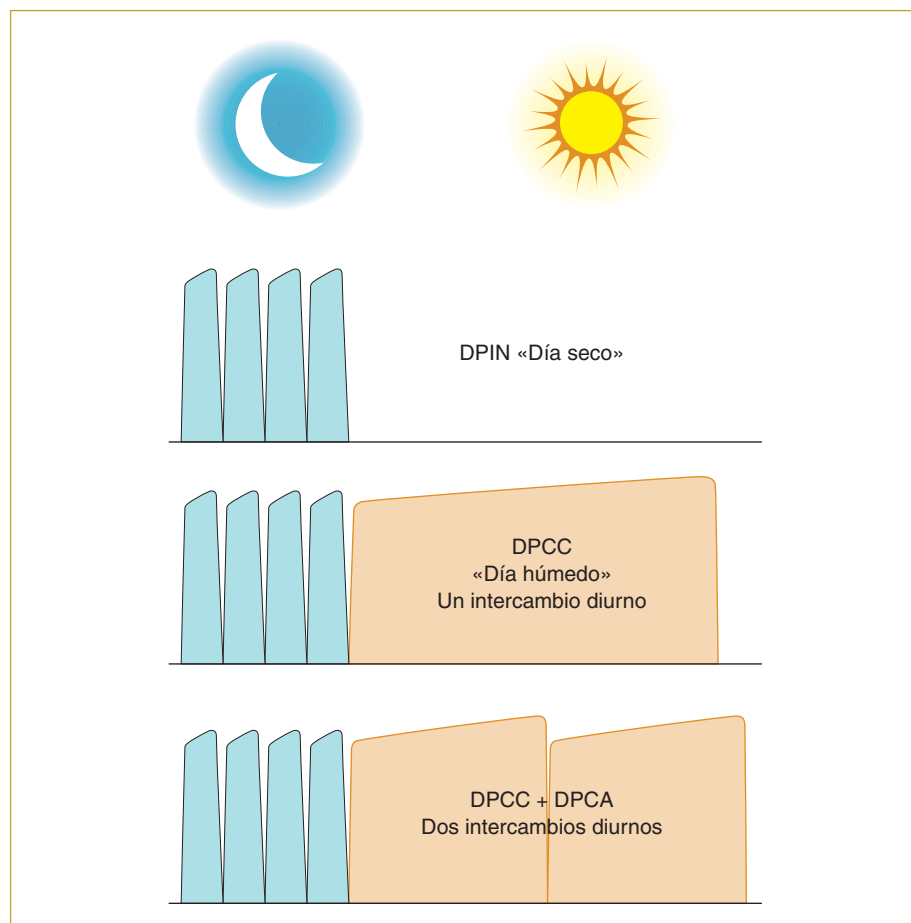 DPIN «Día seco»
DPCC
«Día húmedo»
Un intercambio diurno
DPCC + DPCA
Dos intercambios diurnos